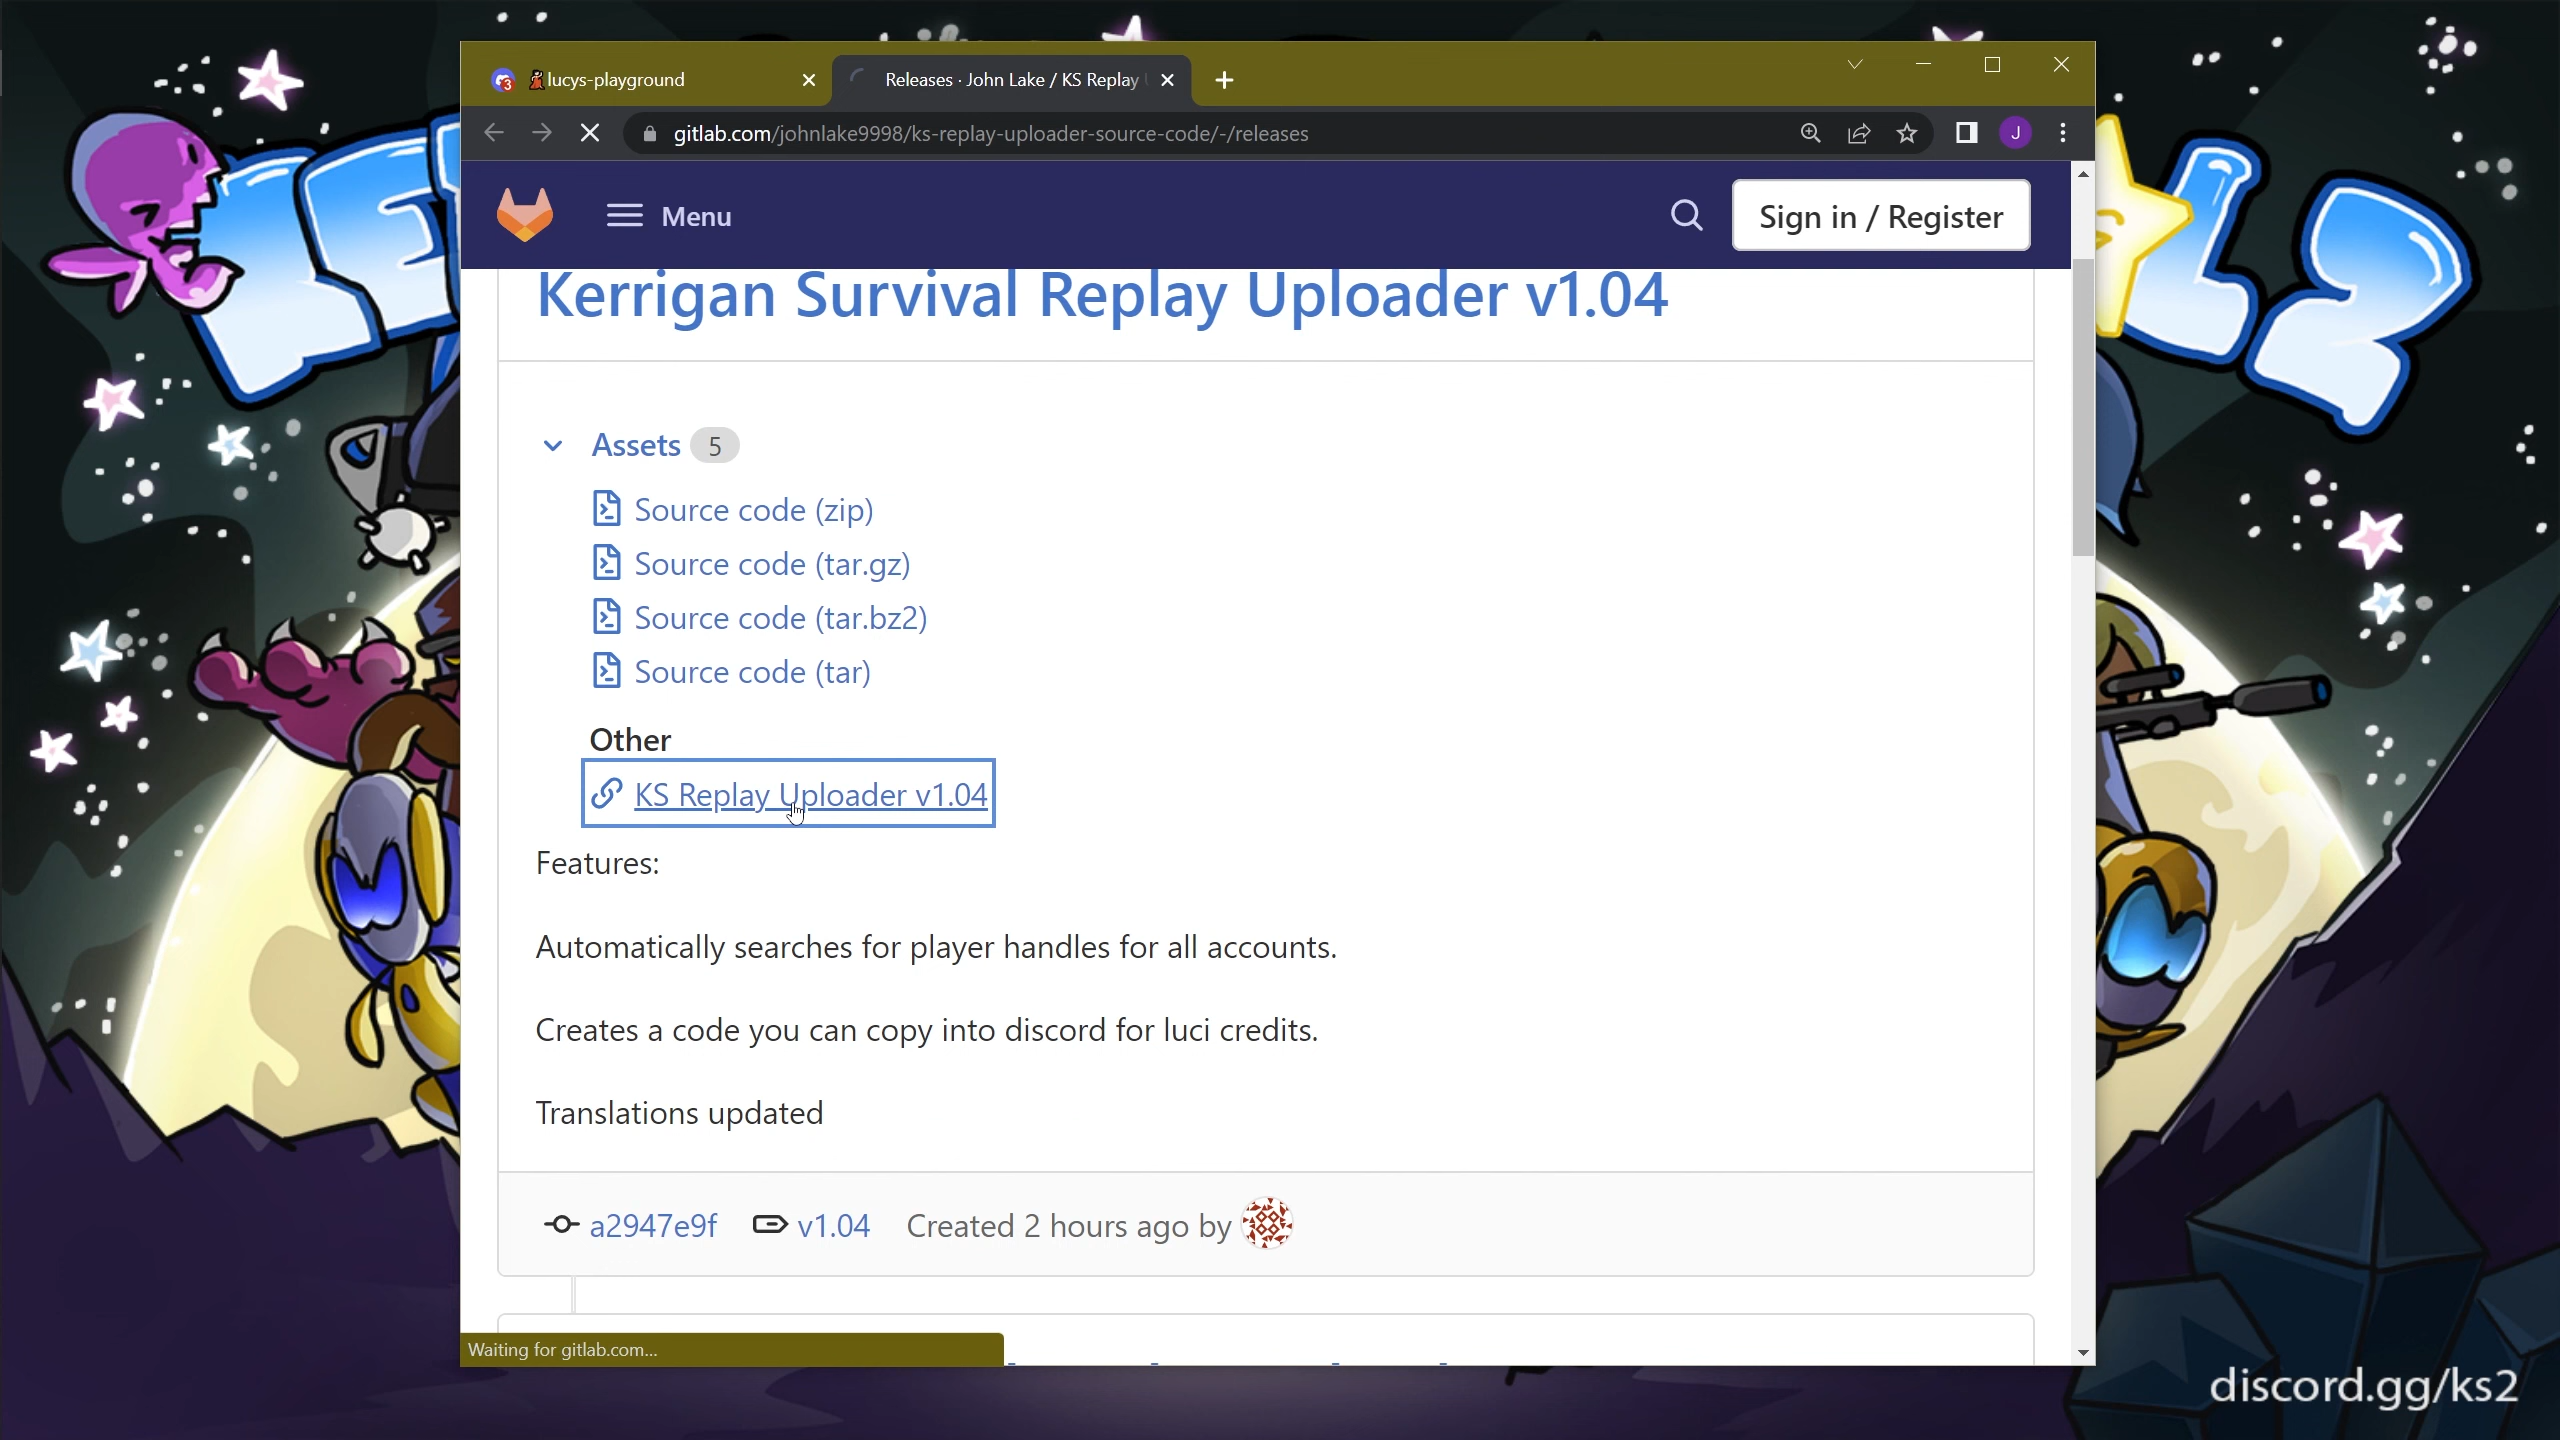 lucys-playground
Releases · John Lake / KS Replay
gitlab.com/johnlake9998/ks-replay-uploader-source-code/-/releases
J
Menu
Sign in / Register
Kerrigan Survival Replay Uploader v1.04
Assets 5
Source code (zip)
Source code (tar.gz)
Source code (tar.bz2)
Source code (tar)
Other
KS Replay Uploader v1.04
Features:
Automatically searches for player handles for all accounts.
Creates a code you can copy into discord for luci credits.
Translations updated
a2947e9f v1.04 Created 2 hours ago by
Waiting for gitlab.com...
discord.gg/ks2